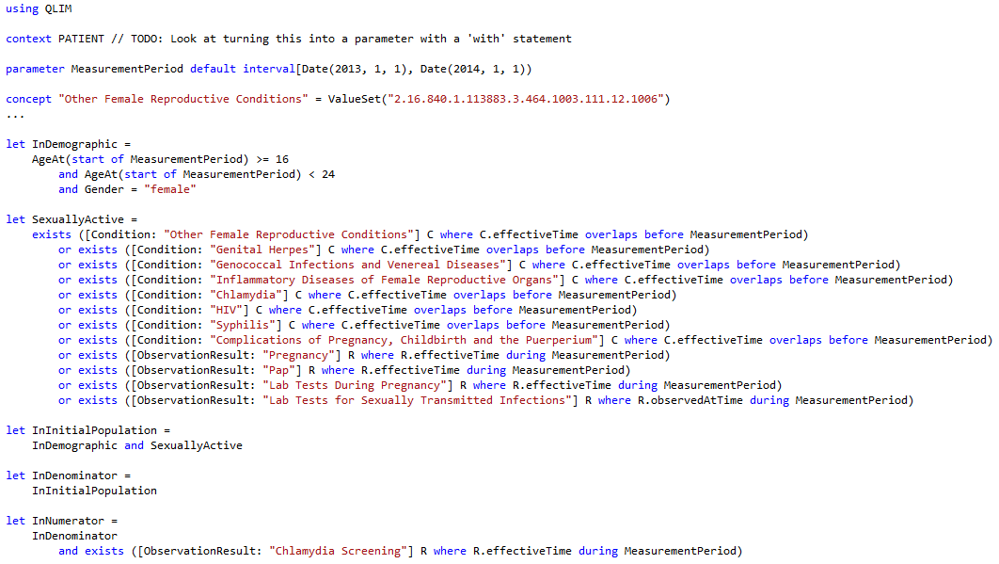 using QLIM
context PATIENT // TODO: Look at turning this into a parameter with a 'with' statement
parameter MeasurementPeriod default interval[Date(2013, 1, 1), Date(2014, 1, 1))
concept "Other Female Reproductive Conditions" = ValueSet("2.16.840.1.113883.3.464.1003.111.12.1006")
...
let InDemographic =
    AgeAt(start of MeasurementPeriod) >= 16
        and AgeAt(start of MeasurementPeriod) < 24
        and Gender = "female"
let SexuallyActive =
    exists ([Condition: "Other Female Reproductive Conditions"] C where C.effectiveTime overlaps before MeasurementPeriod)
        or exists ([Condition: "Genital Herpes"] C where C.effectiveTime overlaps before MeasurementPeriod)
        or exists ([Condition: "Genococcal Infections and Venereal Diseases"] C where C.effectiveTime overlaps before MeasurementPeriod)
        or exists ([Condition: "Inflammatory Diseases of Female Reproductive Organs"] C where C.effectiveTime overlaps before MeasurementPeriod)
        or exists ([Condition: "Chlamydia"] C where C.effectiveTime overlaps before MeasurementPeriod)
        or exists ([Condition: "HIV"] C where C.effectiveTime overlaps before MeasurementPeriod)
        or exists ([Condition: "Syphilis"] C where C.effectiveTime overlaps before MeasurementPeriod)
        or exists ([Condition: "Complications of Pregnancy, Childbirth and the Puerperium"] C where C.effectiveTime overlaps before MeasurementPeriod)
        or exists ([ObservationResult: "Pregnancy"] R where R.effectiveTime during MeasurementPeriod)
        or exists ([ObservationResult: "Pap"] R where R.effectiveTime during MeasurementPeriod)
        or exists ([ObservationResult: "Lab Tests During Pregnancy"] R where R.effectiveTime during MeasurementPeriod)
        or exists ([ObservationResult: "Lab Tests for Sexually Transmitted Infections"] R where R.observedAtTime during MeasurementPeriod)
let InInitialPopulation =
    InDemographic and SexuallyActive
let InDenominator =
    InInitialPopulation
let InNumerator =
    InDenominator
        and exists ([ObservationResult: "Chlamydia Screening"] R where R.effectiveTime during MeasurementPeriod)